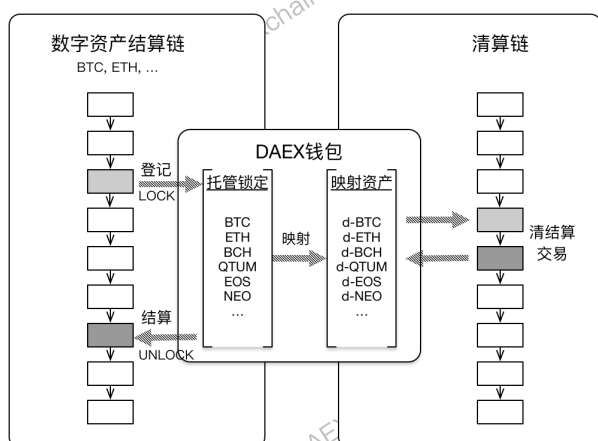 数字资产结算链
BTC, ETH, ...
清算链
DAEX钱包
登记
LOCK
托管锁定
BTC
ETH
BCH
QTUM
EOS
NEO
...
映射
映射资产
d-BTC
d-ETH
d-BCH
d-QTUM
d-EOS
d-NEO
...
清结算
交易
结算
UNLOCK